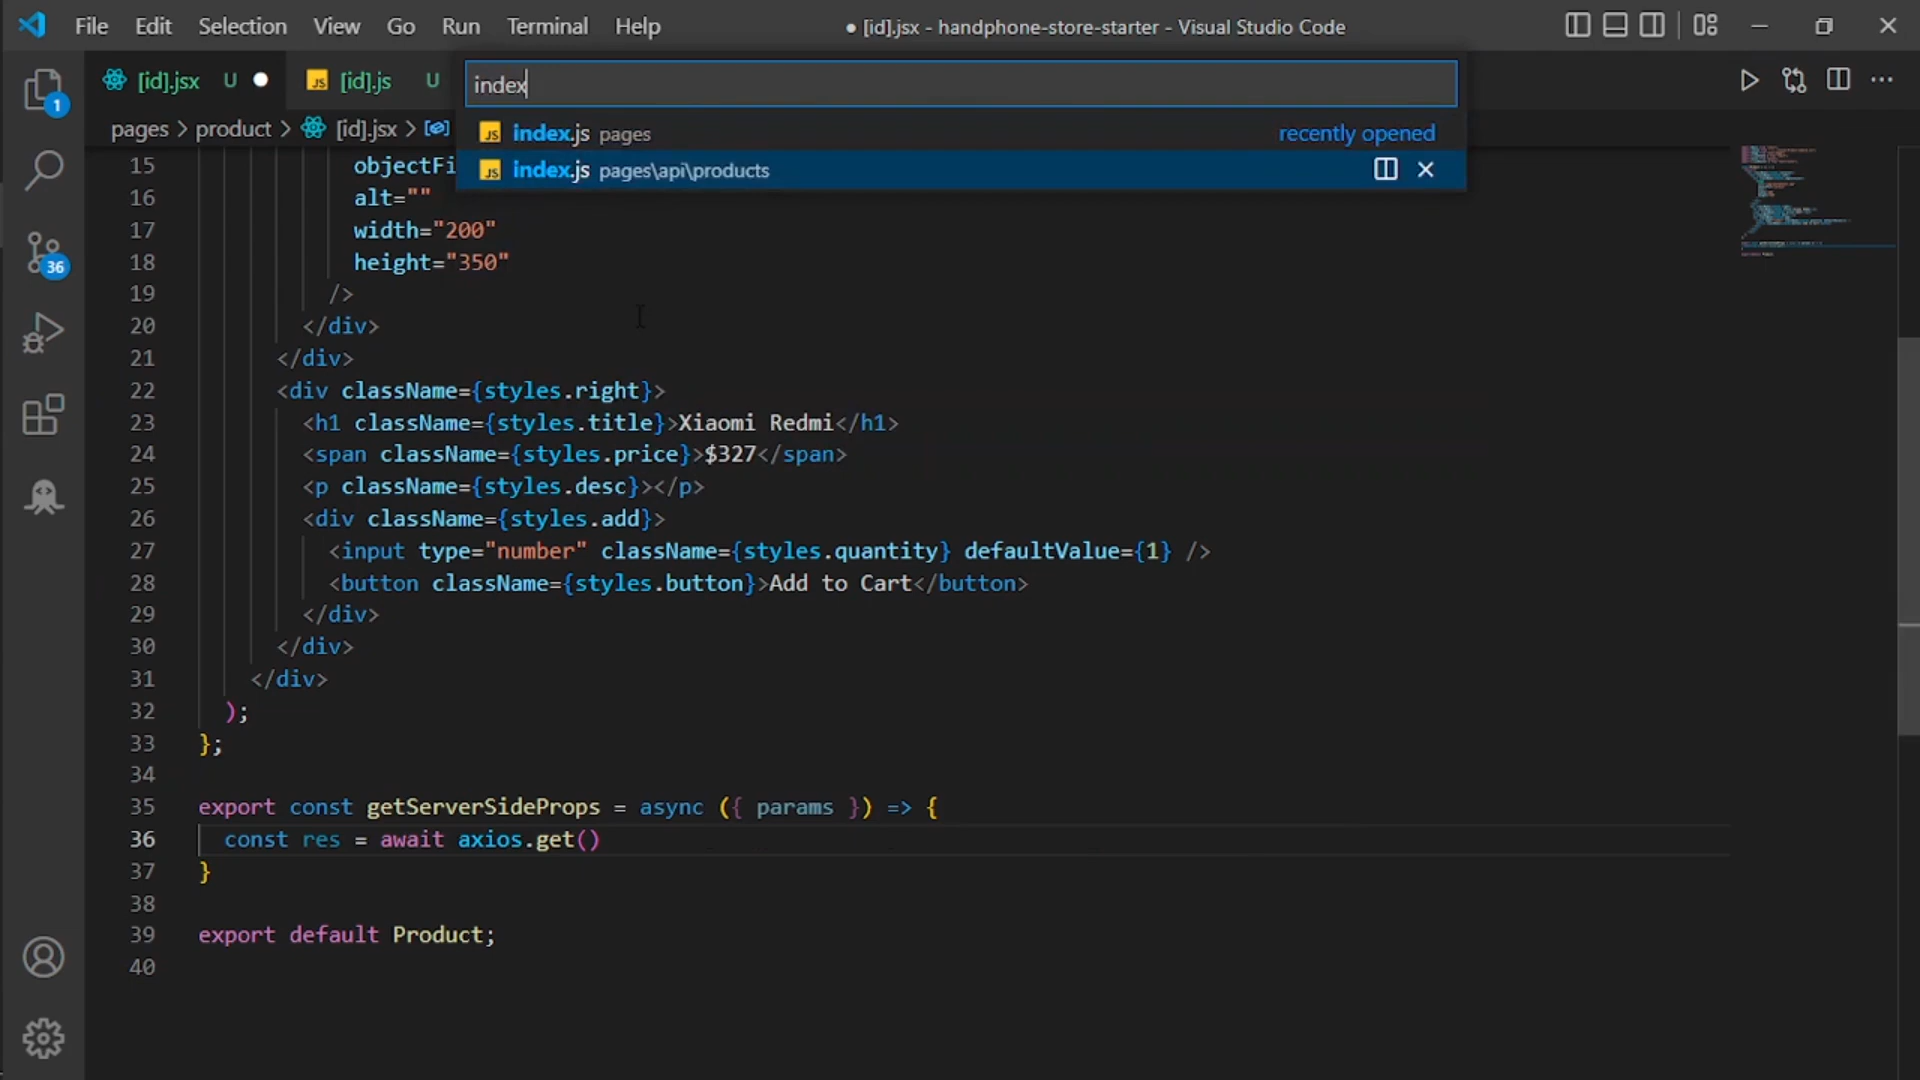 File Edit Selection View Go Run Terminal Help
● [id].jsx - handphone-store-starter - Visual Studio Code
[id].jsx U
JS [id].js U
index
JS index.js pages recently opened
JS index.js pages\api\products
pages > product > [id].jsx >
1
36
15 objectFi
16 alt=""
17 width="200"
18 height="350"
19 />
20 </div>
21 </div>
22 <div className={styles.right}>
23 <h1 className={styles.title}>Xiaomi Redmi</h1>
24 <span className={styles.price}>$327</span>
25 <p className={styles.desc}></p>
26 <div className={styles.add}>
27 <input type="number" className={styles.quantity} defaultValue={1} />
28 <button className={styles.button}>Add to Cart</button>
29 </div>
30 </div>
31 </div>
32 );
33 };
34
35 export const getServerSideProps = async ({ params }) => {
36 const res = await axios.get()
37 }
38
39 export default Product;
40